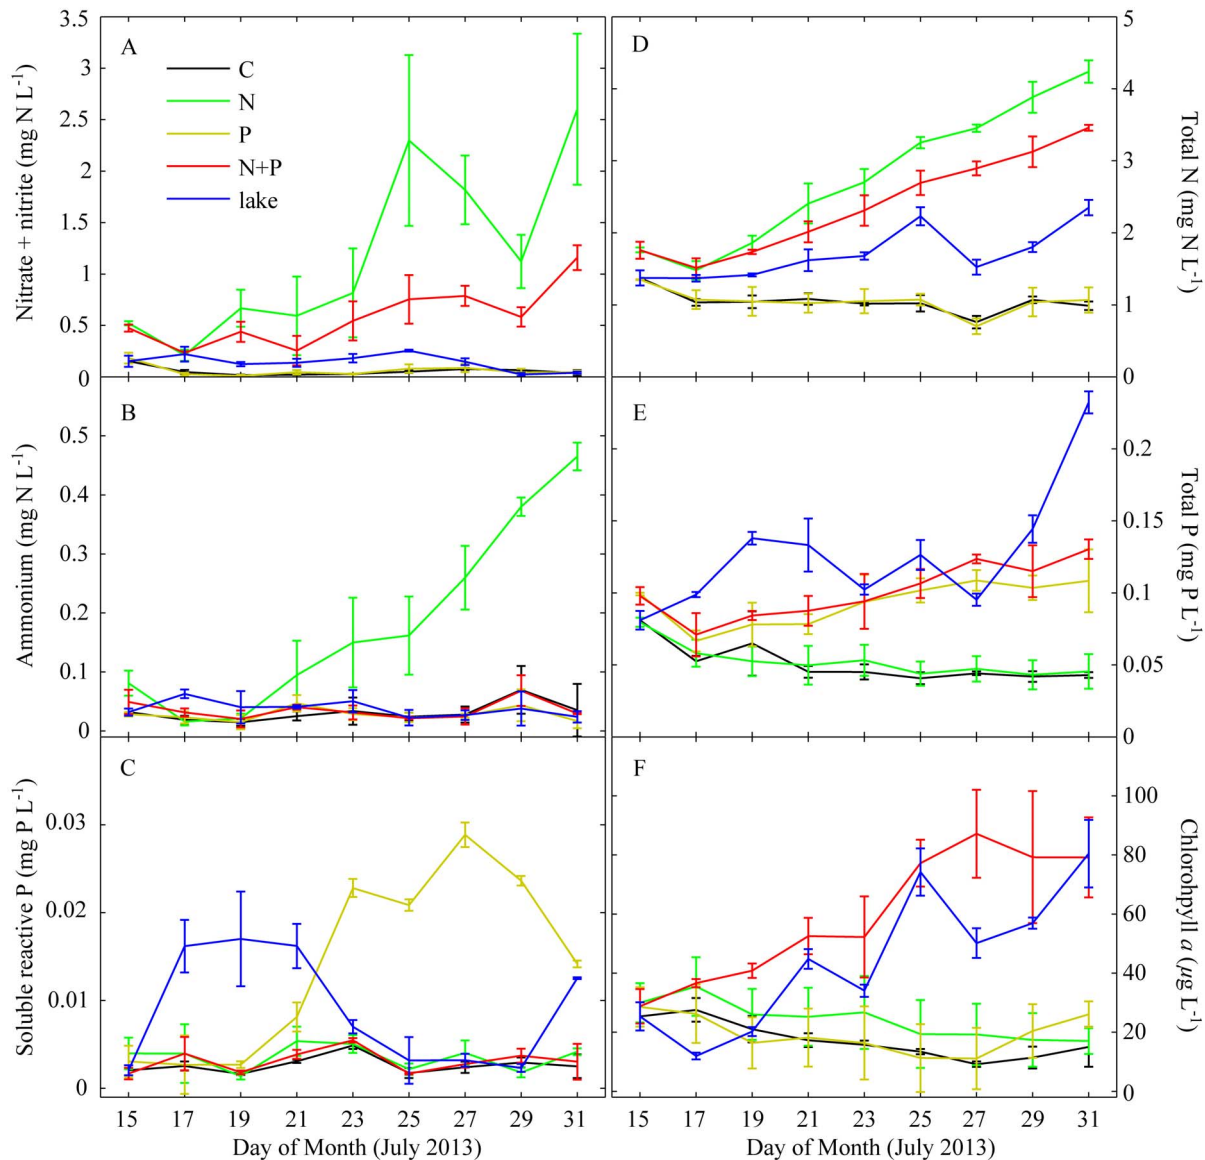 A
Nitrate + nitrite (mg N L⁻¹)
3.5
3
2.5
2
1.5
1
0.5
0
C
N
P
N+P
lake
D
Total N (mg N L⁻¹)
5
4
3
2
1
0
B
Ammonium (mg N L⁻¹)
0.5
0.4
0.3
0.2
0.1
0
E
Total P (mg P L⁻¹)
0.2
0.15
0.1
0.05
0
C
Soluble reactive P (mg P L⁻¹)
0.03
0.02
0.01
0
15 17 19 21 23 25 27 29 31
Day of Month (July 2013)
F
Chlorohpyll a (µg L⁻¹)
100
80
60
40
20
0
15 17 19 21 23 25 27 29 31
Day of Month (July 2013)